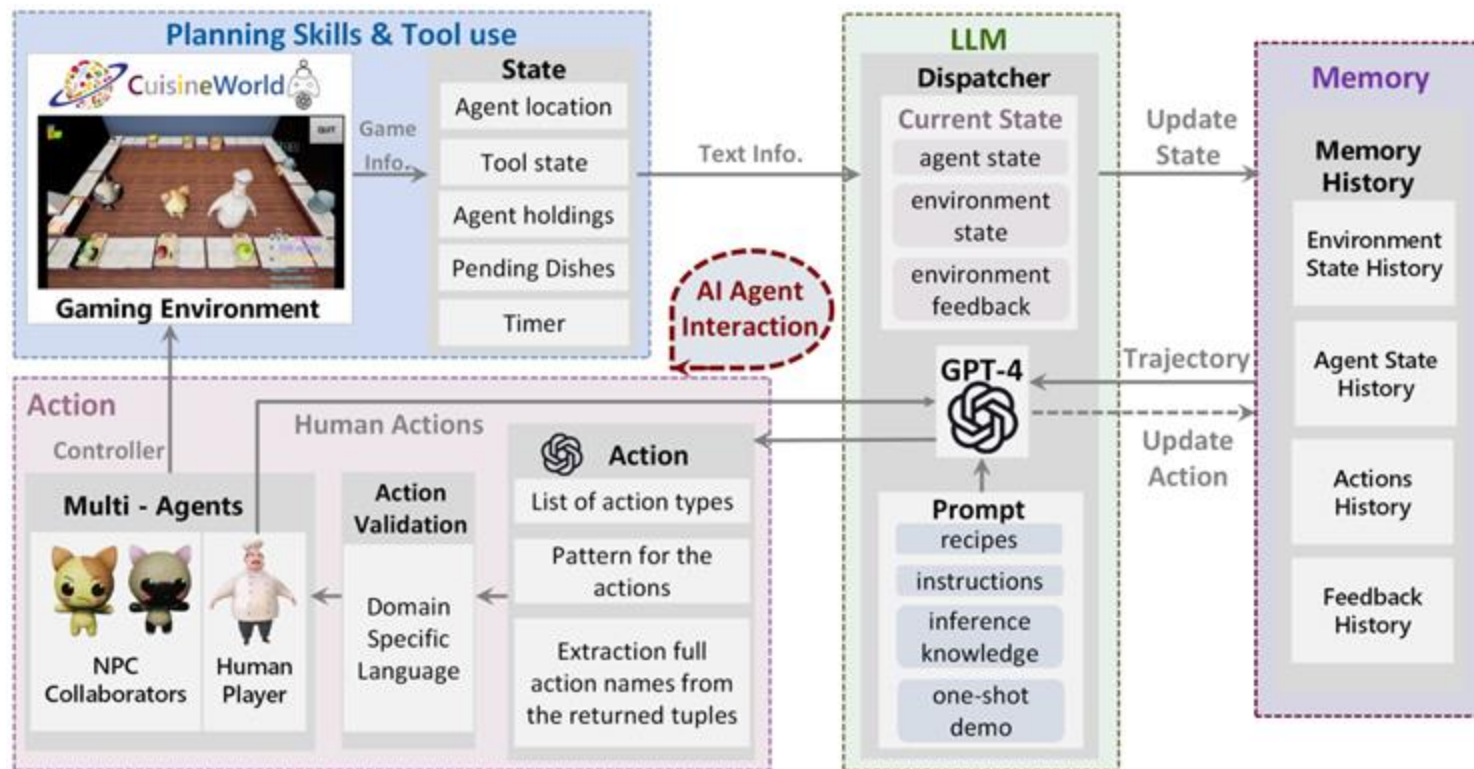 Planning Skills & Tool use
CuisineWorld
QUIT
Gaming Environment
Game
Info.
State
Agent location
Tool state
Agent holdings
Pending Dishes
Timer
Text Info.
AI Agent
Interaction
LLM
Dispatcher
Current State
agent state
environment
state
environment
feedback
GPT-4
Prompt
recipes
instructions
inference
knowledge
one-shot
demo
Update
State
Trajectory
Update
Action
Memory
Memory
History
Environment
State History
Agent State
History
Actions
History
Feedback
History
Action
Controller
Human Actions
Multi - Agents
NPC
Collaborators
Human
Player
Action
Validation
Domain
Specific
Language
Action
List of action types
Pattern for the
actions
Extraction full
action names from
the returned tuples